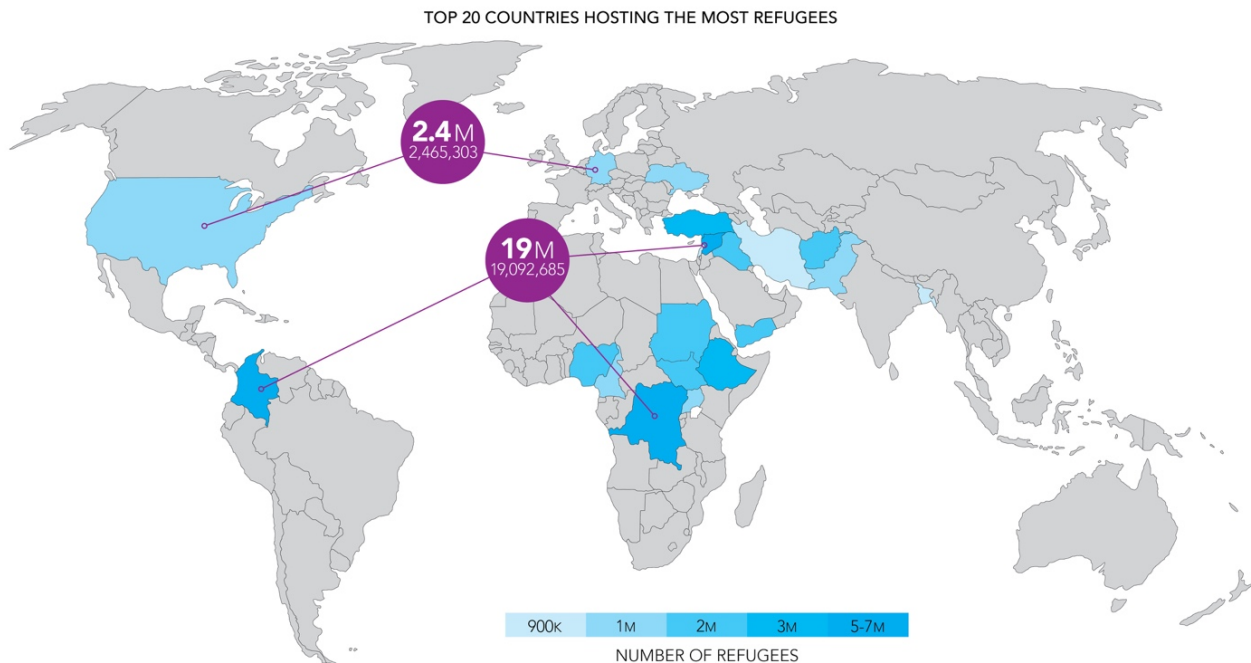 TOP 20 COUNTRIES HOSTING THE MOST REFUGEES
2.4M
2,465,303
19M
19,092,685
900K 1M 2M 3M 5-7M
NUMBER OF REFUGEES